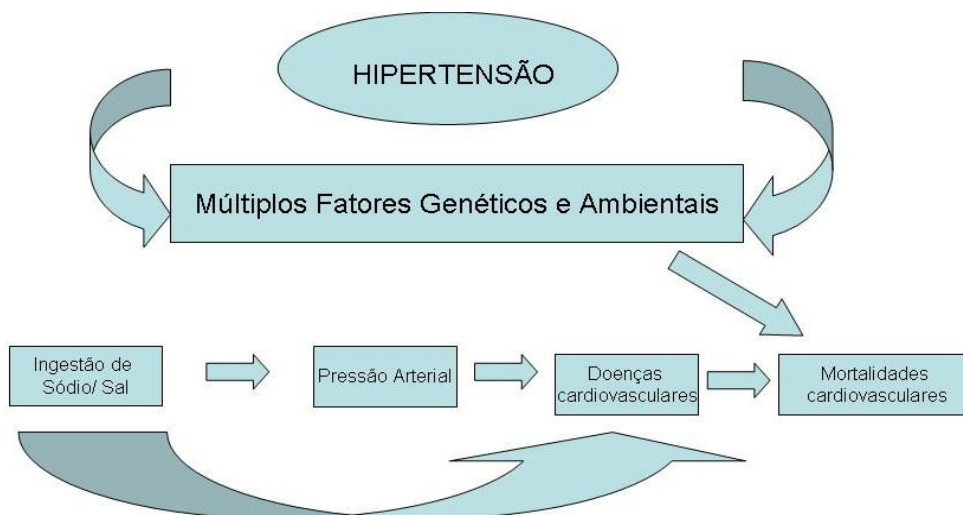 HIPERTENSÃO
Múltiplos Fatores Genéticos e Ambientais
Ingestão de
Sódio/ Sal
Pressão Arterial
Doenças
cardiovasculares
Mortalidades
cardiovasculares